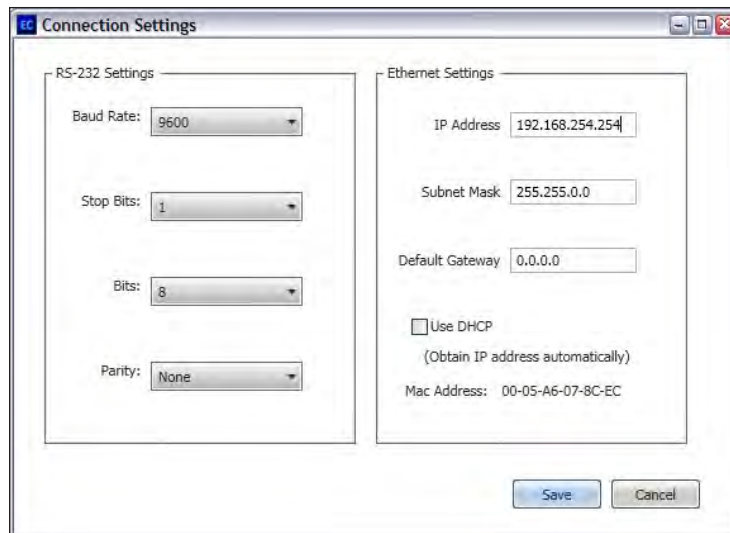 EC Connection Settings
RS-232 Settings
Baud Rate: 9600
Stop Bits: 1
Bits: 8
Parity: None
Ethernet Settings
IP Address 192.168.254.254
Subnet Mask 255.255.0.0
Default Gateway 0.0.0.0
Use DHCP
(Obtain IP address automatically)
Mac Address: 00-05-A6-07-8C-EC
Save Cancel